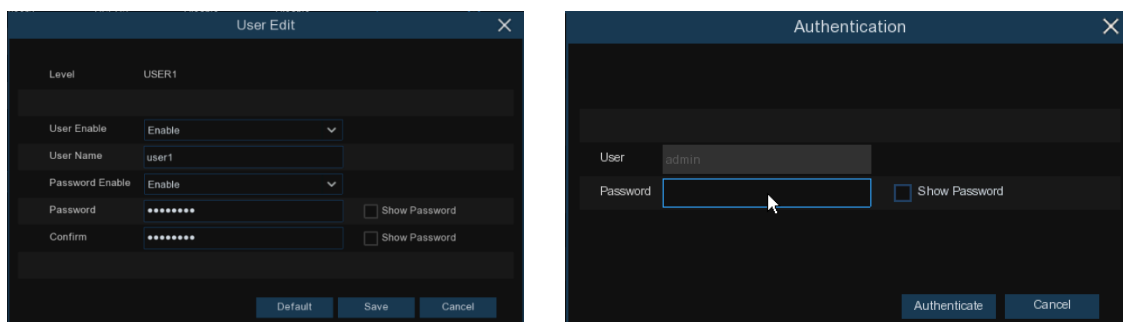 User Edit
Level USER1
User Enable Enable
User Name user1
Password Enable Enable
Password •••••••• Show Password
Confirm •••••••• Show Password
Default Save Cancel
Authentication
User admin
Password Show Password
Authenticate Cancel